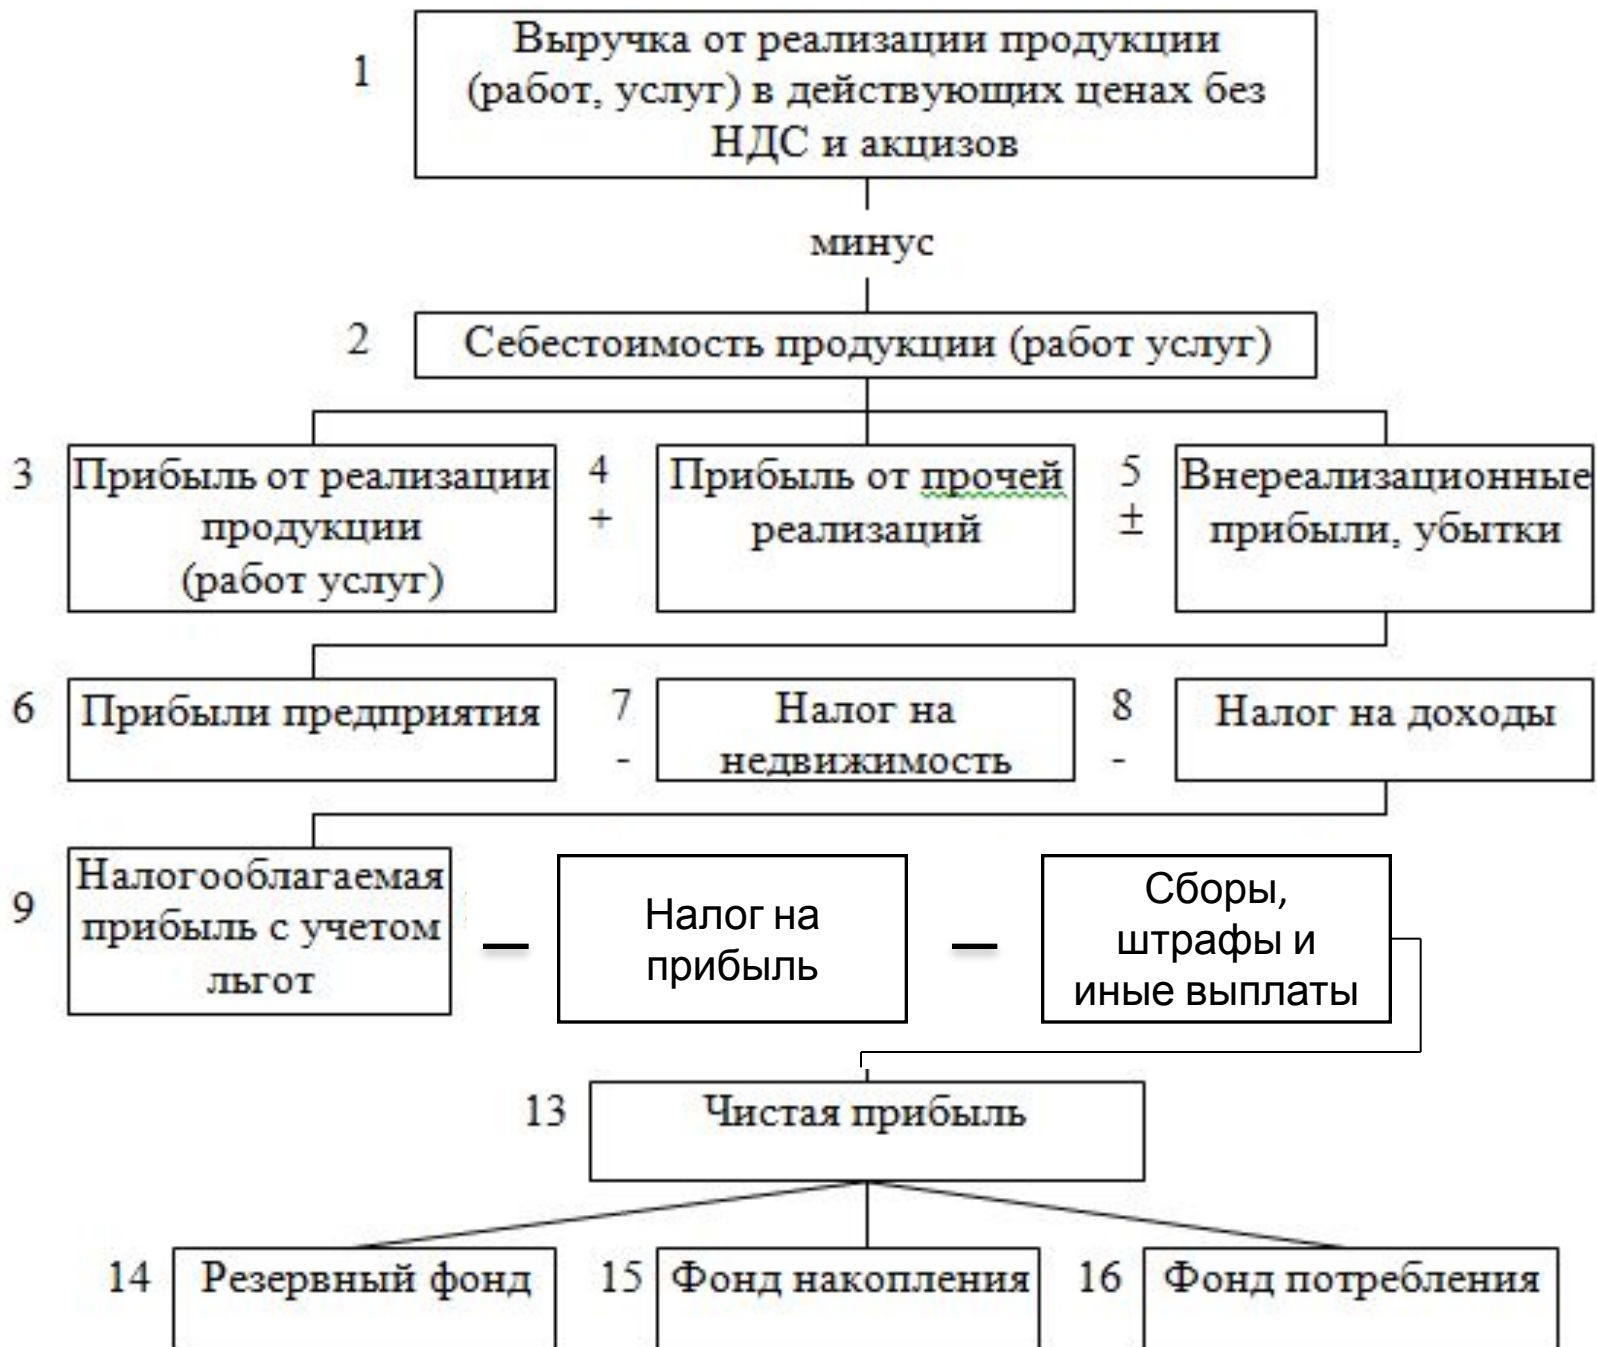 1
Выручка от реализации продукции
(работ, услуг) в действующих ценах без
НДС и акцизов
минус
2
Себестоимость продукции (работ услуг)
3
Прибыль от реализации
продукции
(работ услуг)
4
+
Прибыль от прочей
реализаций
5
±
Внереализационные
прибыли, убытки
6
Прибыли предприятия
7
-
Налог на
недвижимость
8
-
Налог на доходы
9
Налогооблагаемая
прибыль с учетом
льгот
—
Налог на
прибыль
—
Сборы,
штрафы и
иные выплаты
13
Чистая прибыль
14
Резервный фонд
15
Фонд накопления
16
Фонд потребления